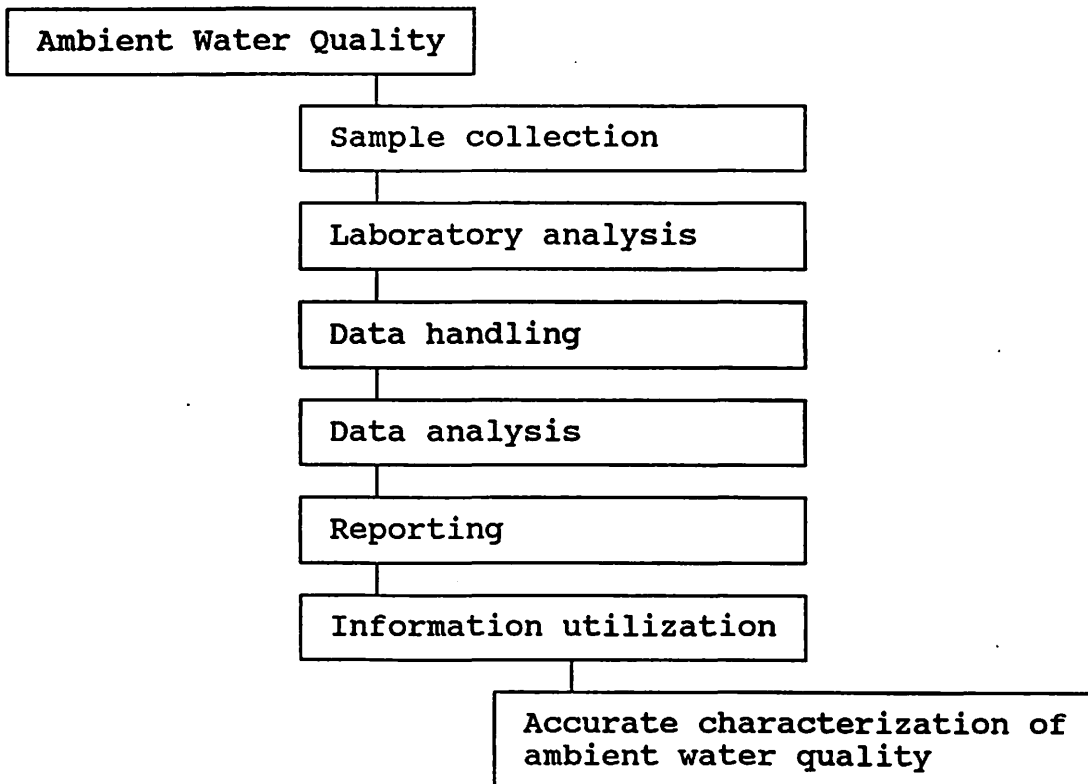 Ambient Water Quality
Sample collection
Laboratory analysis
Data handling
Data analysis
Reporting
Information utilization
Accurate characterization of
ambient water quality